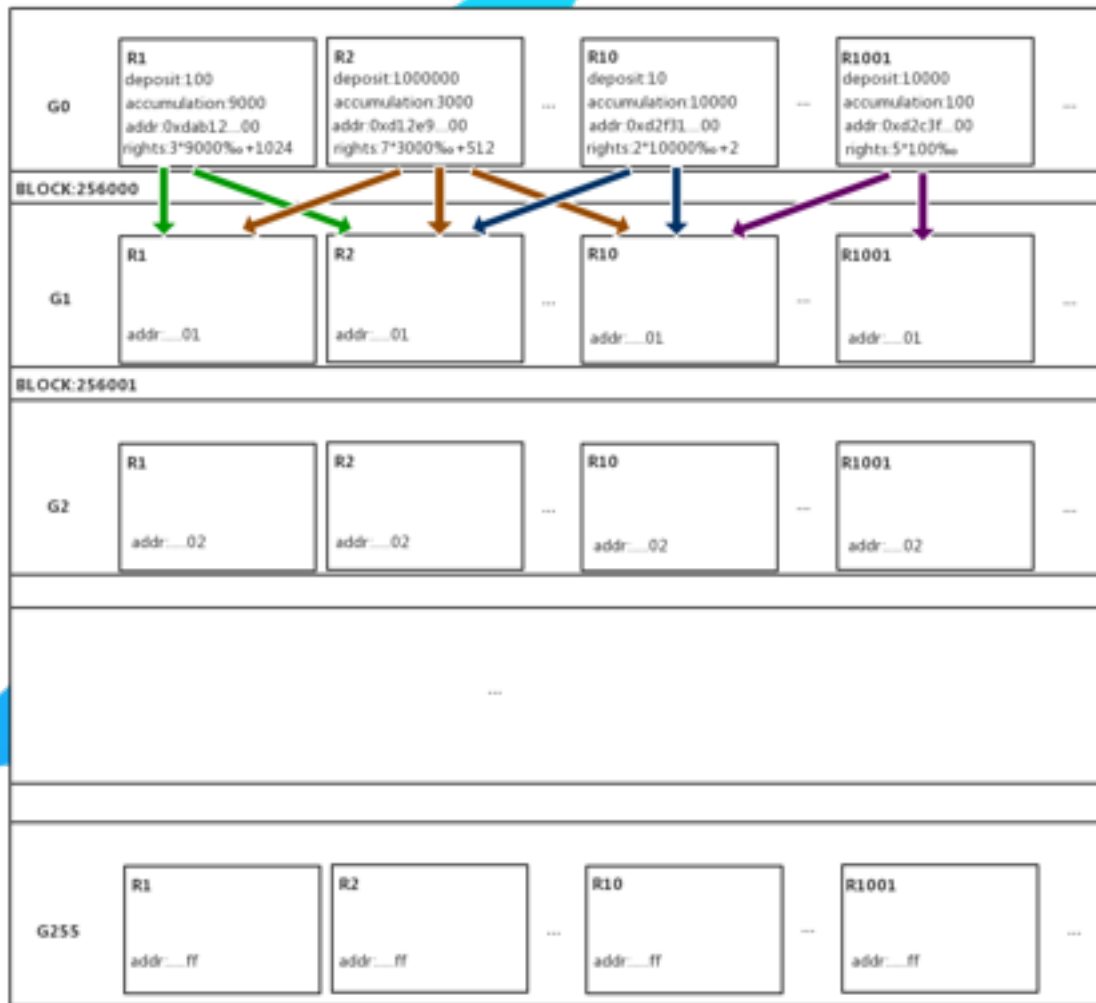 R1
deposit:100
accumulation:9000
addr:0xdab12...00
rights:3*9000‱+1024
R2
deposit:1000000
accumulation:3000
addr:0xd12e9...00
rights:7*3000‱+512
...
R10
deposit:10
accumulation:10000
addr:0xd2f31...00
rights:2*10000‱+2
...
R1001
deposit:10000
accumulation:100
addr:0xd2c3f...00
rights:5*100‱
...
G0
BLOCK:256000
G1
R1
addr:....01
R2
addr:....01
...
R10
addr:....01
...
R1001
addr:....01
...
BLOCK:256001
G2
R1
addr:....02
R2
addr:....02
...
R10
addr:....02
...
R1001
addr:....02
...
...
G255
R1
addr:....ff
R2
addr:....ff
...
R10
addr:....ff
...
R1001
addr:....ff
...